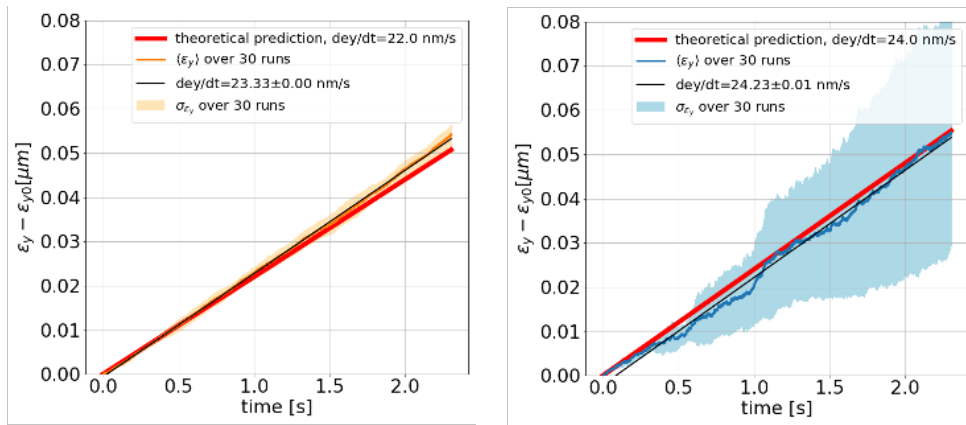 0.08
0.07
0.06
0.05
0.04
0.03
0.02
0.01
0.00
εy − εy0[μm]
theoretical prediction, dey/dt=22.0 nm/s
⟨εy⟩ over 30 runs
dey/dt=23.33±0.00 nm/s
σεy over 30 runs
0.0 0.5 1.0 1.5 2.0
time [s]
0.08
0.07
0.06
0.05
0.04
0.03
0.02
0.01
0.00
εy − εy0[μm]
theoretical prediction, dey/dt=24.0 nm/s
⟨εy⟩ over 30 runs
dey/dt=24.23±0.01 nm/s
σεy over 30 runs
0.0 0.5 1.0 1.5 2.0
time [s]